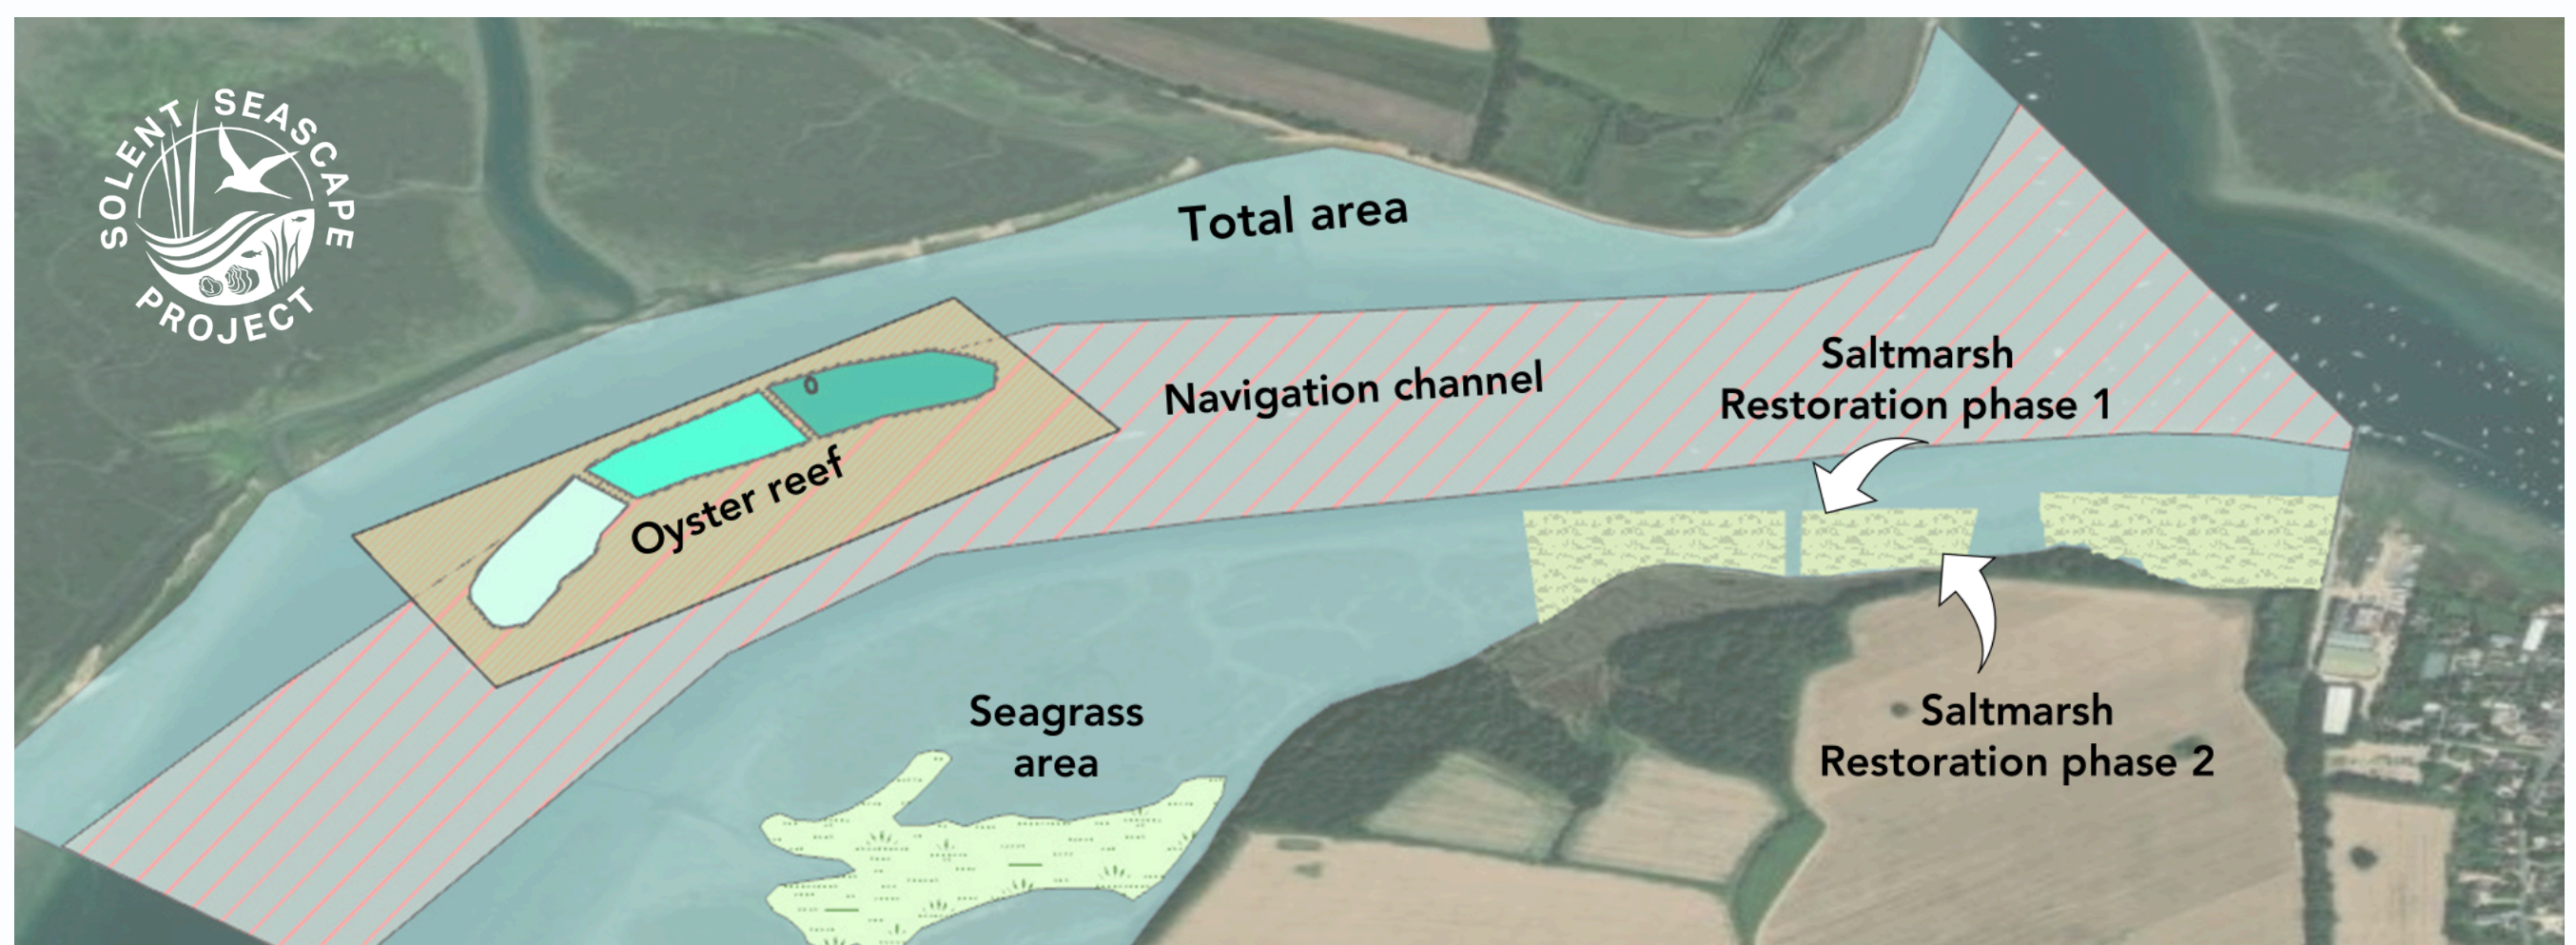 SOLENT SEASCAPE
PROJECT
Total area
Navigation channel
Saltmarsh
Restoration phase 1
Oyster reef
Seagrass
area
Saltmarsh
Restoration phase 2